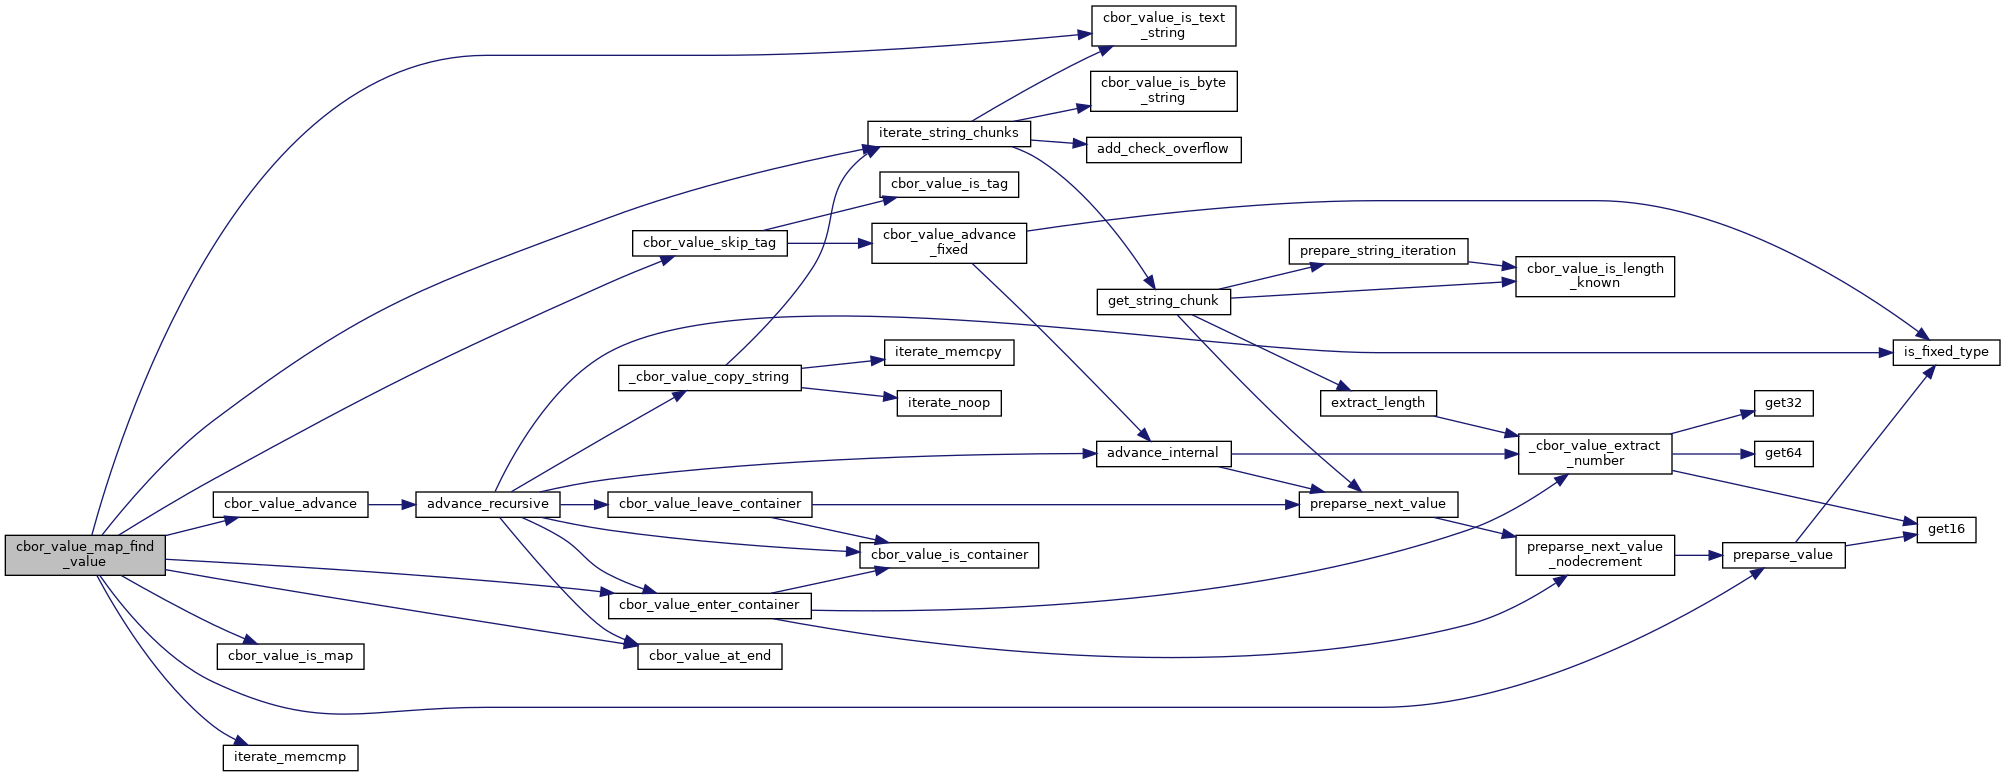 cbor_value_is_text
_string
cbor_value_is_byte
_string
iterate_string_chunks
add_check_overflow
cbor_value_is_tag
cbor_value_skip_tag
cbor_value_advance
_fixed
prepare_string_iteration
cbor_value_is_length
_known
get_string_chunk
iterate_memcpy
is_fixed_type
_cbor_value_copy_string
iterate_noop
extract_length
get32
advance_internal
_cbor_value_extract
_number
get64
cbor_value_advance
advance_recursive
cbor_value_leave_container
preparse_next_value
get16
cbor_value_map_find
_value
cbor_value_is_container
preparse_next_value
_nodecrement
preparse_value
cbor_value_enter_container
cbor_value_is_map
cbor_value_at_end
iterate_memcmp